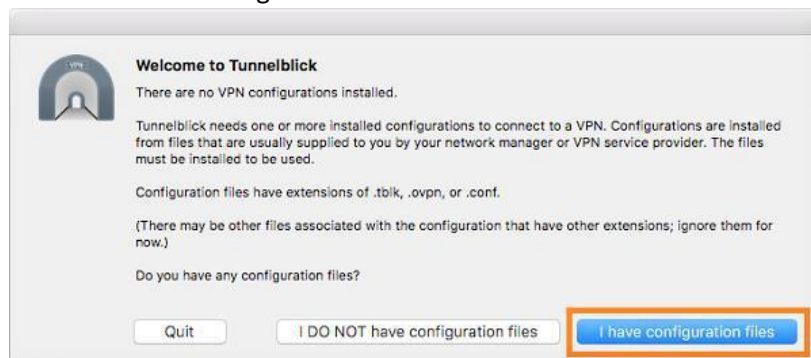 VPN
Welcome to Tunnelblick
There are no VPN configurations installed.
Tunnelblick needs one or more installed configurations to connect to a VPN. Configurations are installed
from files that are usually supplied to you by your network manager or VPN service provider. The files
must be installed to be used.
Configuration files have extensions of .tblk, .ovpn, or .conf.
(There may be other files associated with the configuration that have other extensions; ignore them for
now.)
Do you have any configuration files?
Quit
I DO NOT have configuration files
I have configuration files